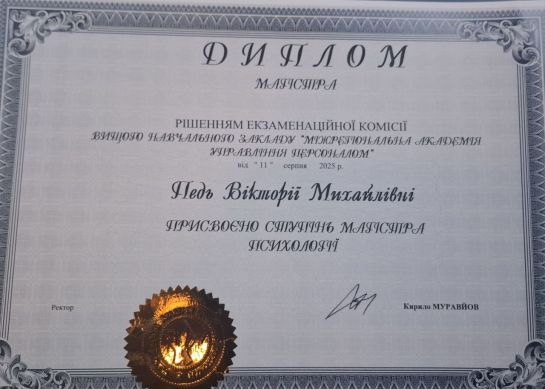 ДИПЛОМ
МАГІСТРА
РІШЕННЯМ ЕКЗАМЕНАЦІЙНОЇ КОМІСІЇ
ВИЩОГО НАВЧАЛЬНОГО ЗАКЛАДУ "МІЖРЕГІОНАЛЬНА АКАДЕМІЯ
УПРАВЛІННЯ ПЕРСОНАЛОМ"
від "11" серпня 2025 р.
Педь Вікторії Михайлівні
ПРИСВОЄНО СТУПІНЬ МАГІСТРА
ПСИХОЛОГІЇ
Ректор
Кирило МУРАВЙОВ